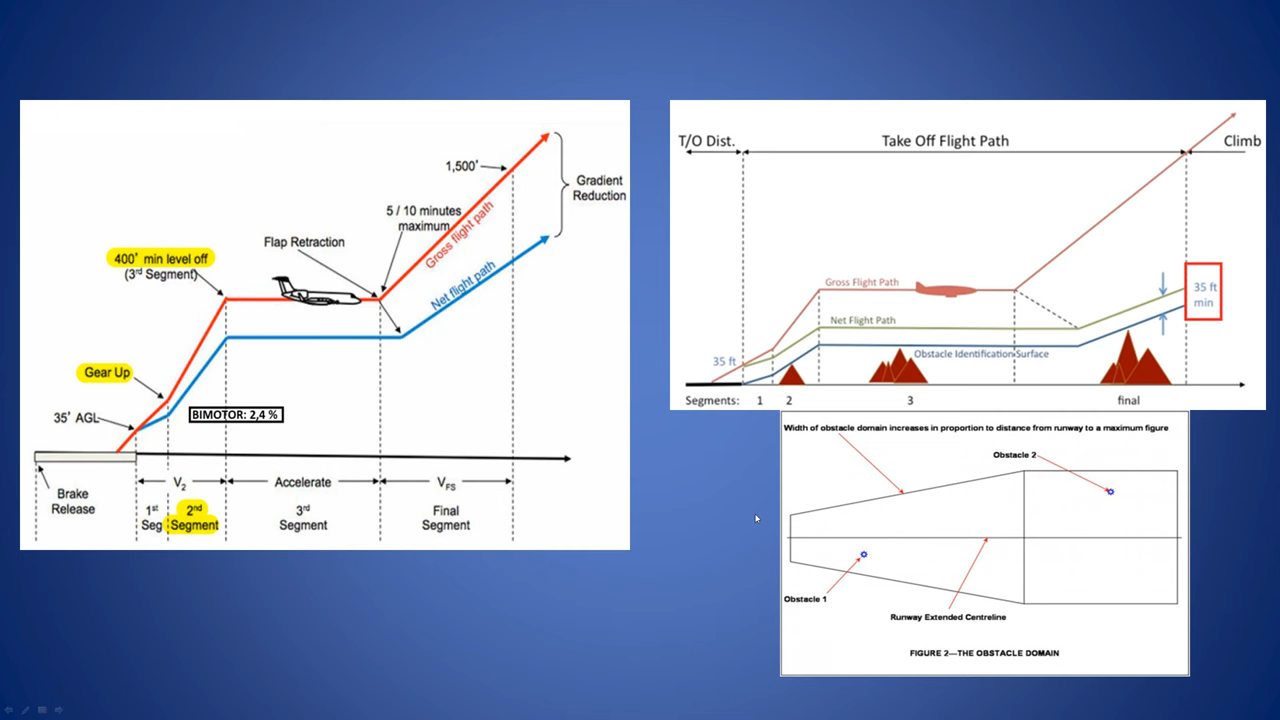 1,500'
Gradient
Reduction
5 / 10 minutes
maximum
Gross flight path
Flap Retraction
400' min level off
(3rd Segment)
Net flight path
Gear Up
35' AGL
BIMOTOR: 2,4 %
V2
Accelerate
VFS
Brake
Release
1st
Seg
2nd
Segment
3rd
Segment
Final
Segment
T/O Dist.
Take Off Flight Path
Climb
Gross Flight Path
35 ft
min
Net Flight Path
35 ft
Obstacle Identification Surface
Segments:
1
2
3
final
Width of obstacle domain increases in proportion to distance from runway to a maximum figure
Obstacle 2
Obstacle 1
Runway Extended Centreline
FIGURE 2—THE OBSTACLE DOMAIN